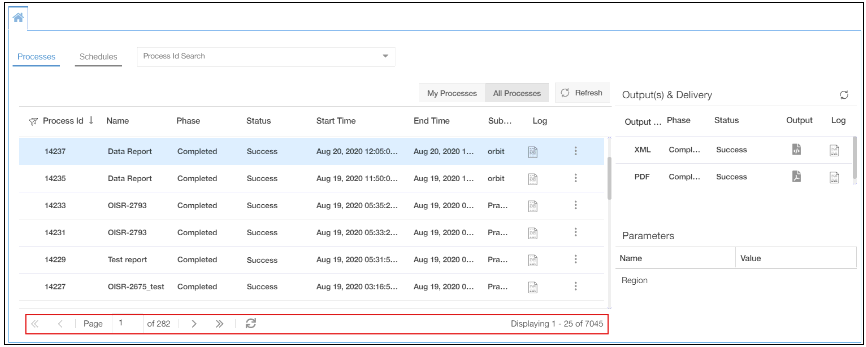 Processes Schedules Process Id Search
My Processes All Processes Refresh
Process Id Name Phase Status Start Time End Time Sub... Log
14237 Data Report Completed Success Aug 20, 2020 12:05:0... Aug 20, 2020 1... orbit
14235 Data Report Completed Success Aug 19, 2020 11:50:0... Aug 19, 2020 1... orbit
14233 OISR-2793 Completed Success Aug 19, 2020 05:35:2... Aug 19, 2020 0... Pra...
14231 OISR-2793 Completed Success Aug 19, 2020 05:33:2... Aug 19, 2020 0... Pra...
14229 Test report Completed Success Aug 19, 2020 05:31:5... Aug 19, 2020 0... Pra...
14227 OISR-2675_test Completed Success Aug 19, 2020 03:16:5... Aug 19, 2020 0... Pra...
Page 1 of 282 Displaying 1 - 25 of 7045
Output(s) & Delivery
Output ... Phase Status Output Log
XML Compl... Success
PDF Compl... Success
Parameters
Name Value
Region